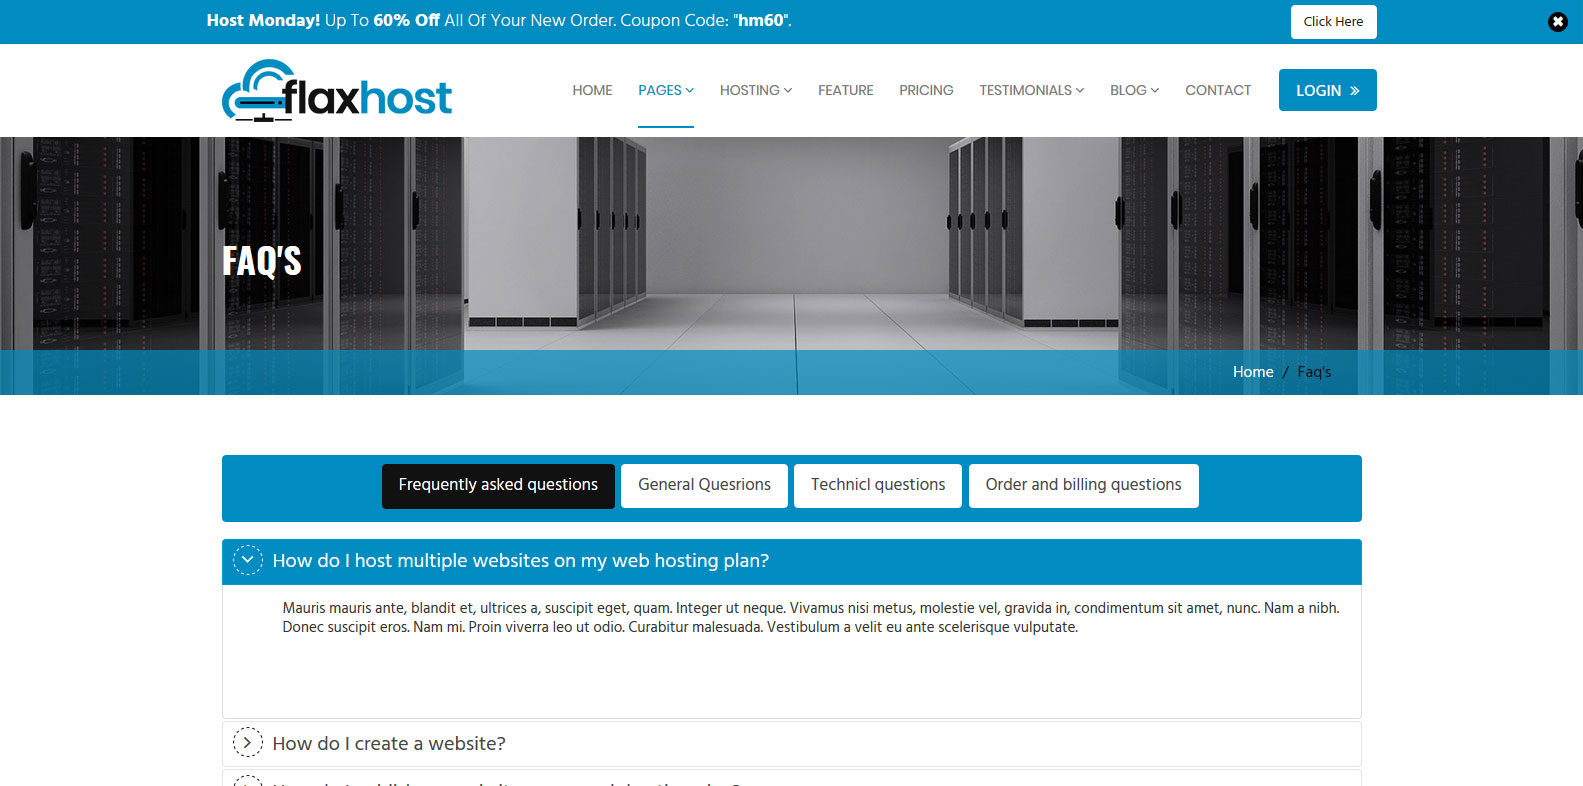 Host Monday! Up To 60% Off All Of Your New Order. Coupon Code: "hm60".
Click Here
flaxhost
HOME
PAGES
HOSTING
FEATURE
PRICING
TESTIMONIALS
BLOG
CONTACT
LOGIN »
FAQ'S
Home / Faq's
Frequently asked questions
General Quesrions
Technicl questions
Order and billing questions
How do I host multiple websites on my web hosting plan?
Mauris mauris ante, blandit et, ultrices a, suscipit eget, quam. Integer ut neque. Vivamus nisi metus, molestie vel, gravida in, condimentum sit amet, nunc. Nam a nibh.
Donec suscipit eros. Nam mi. Proin viverra leo ut odio. Curabitur malesuada. Vestibulum a velit eu ante scelerisque vulputate.
How do I create a website?